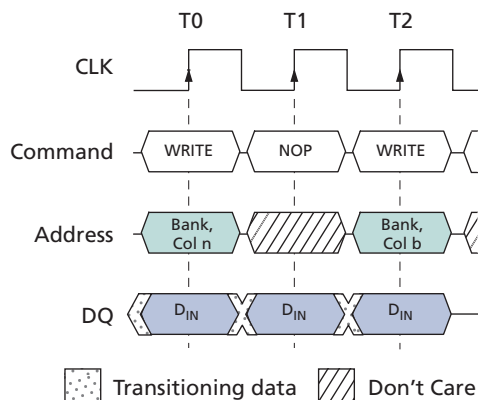 T0 T1 T2
CLK
Command WRITE NOP WRITE
Address Bank, Col n Bank, Col b
DQ DIN DIN DIN
Transitioning data Don't Care